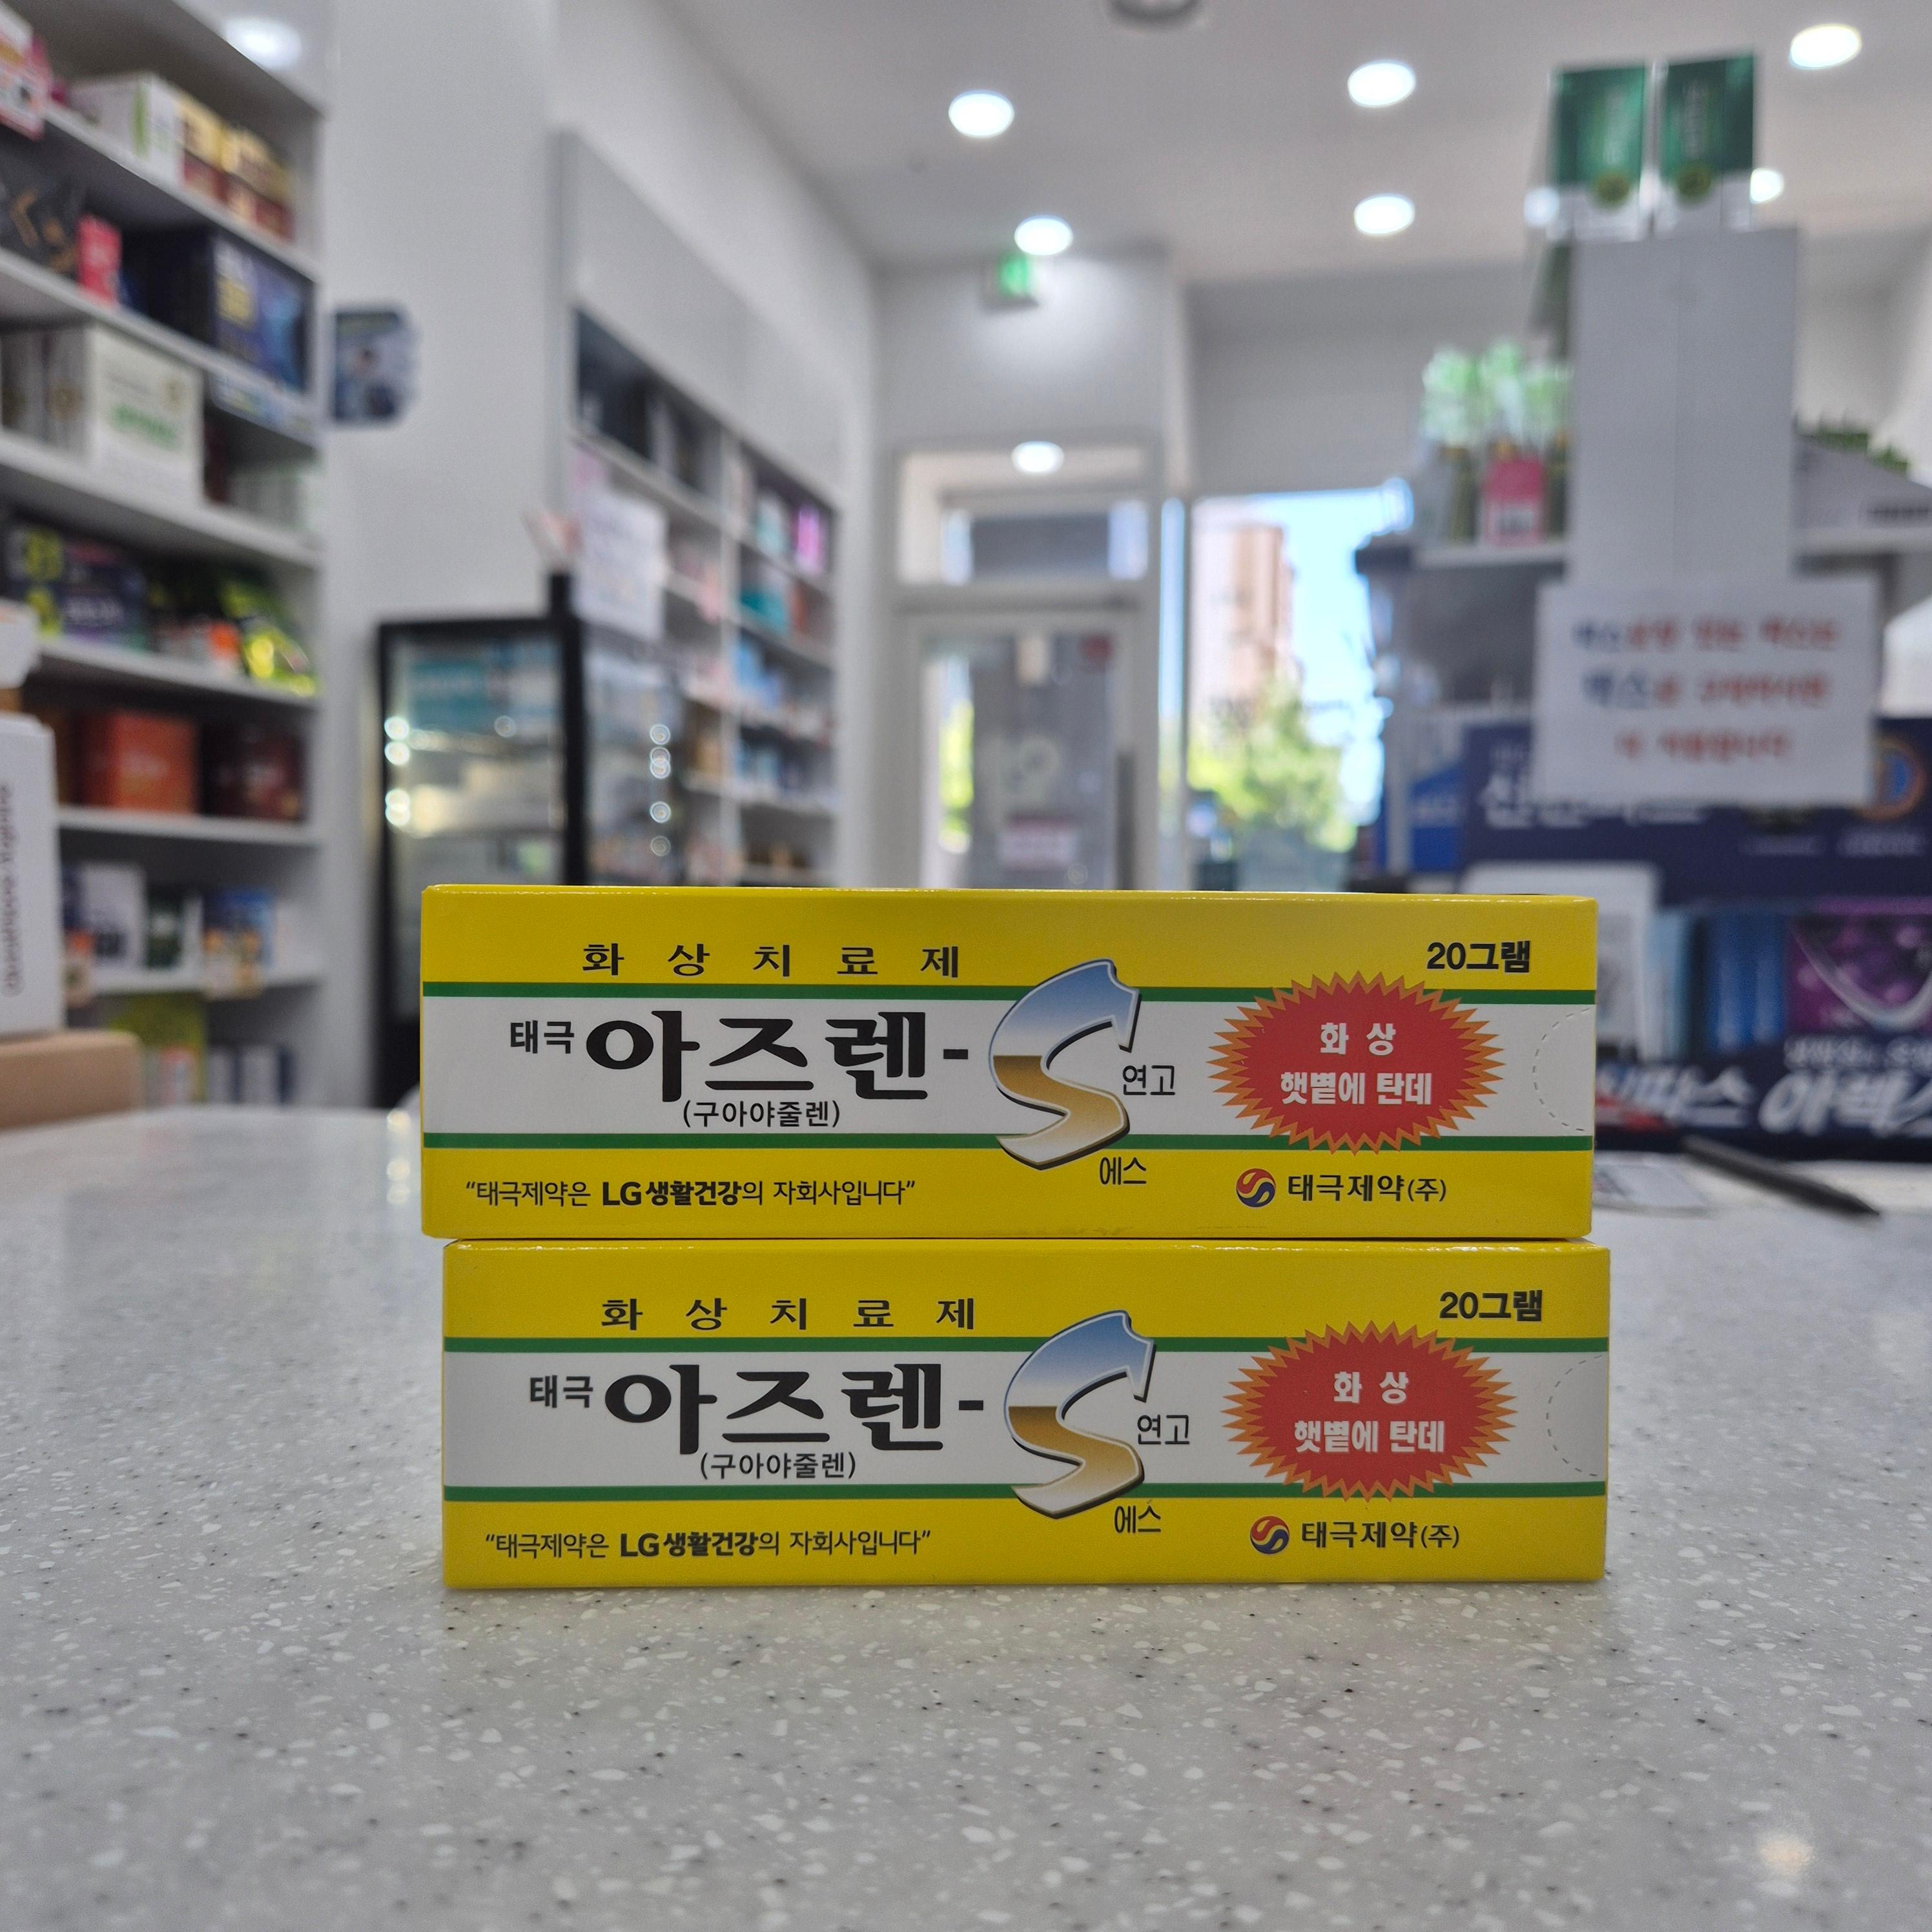 화상치료제
20그램
태극 아즈렌-S 연고
(구아야줄렌)
에스
화상
햇볕에 탄데
"태극제약은 LG생활건강의 자회사입니다"
태극제약(주)
화상치료제
20그램
태극 아즈렌-S 연고
(구아야줄렌)
에스
화상
햇볕에 탄데
"태극제약은 LG생활건강의 자회사입니다"
태극제약(주)